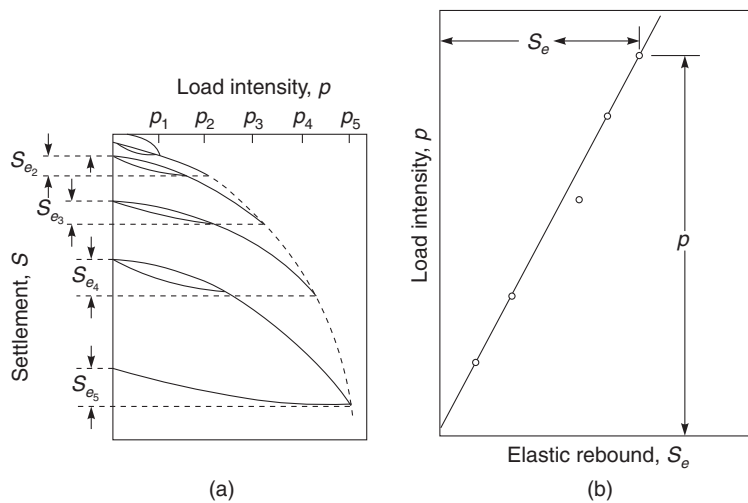 Load intensity, p
p1 p2 p3 p4 p5
Se2
Se3
Se4
Se5
Settlement, S
(a)
Se
Load intensity, p
p
Elastic rebound, Se
(b)